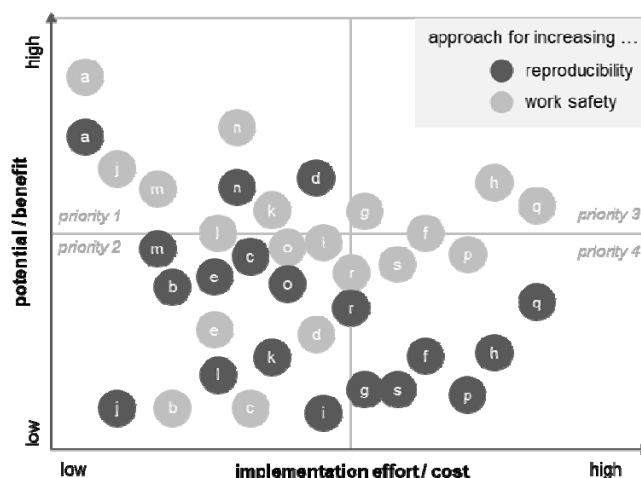 high
approach for increasing ...
reproducibility
work safety
a
n
a
j
m
n
d
h
k
g
q
priority 1
priority 3
l
f
priority 2
m
o
i
priority 4
c
p
s
r
e
b
o
r
q
e
d
k
f
h
l
g
s
p
j
b
c
i
potential / benefit
low
low
implementation effort / cost
high